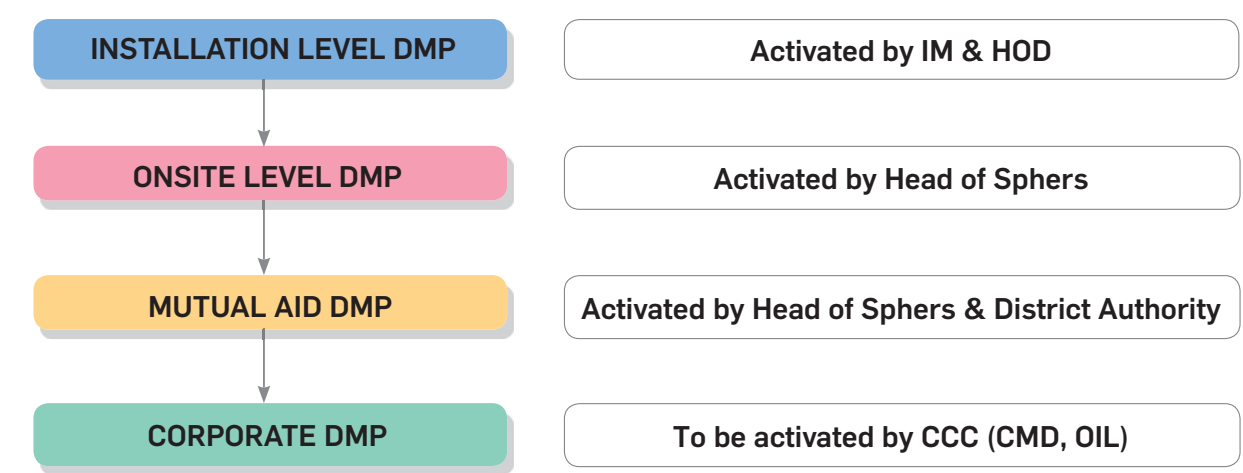 INSTALLATION LEVEL DMP
Activated by IM & HOD
ONSITE LEVEL DMP
Activated by Head of Sphers
MUTUAL AID DMP
Activated by Head of Sphers & District Authority
CORPORATE DMP
To be activated by CCC (CMD, OIL)